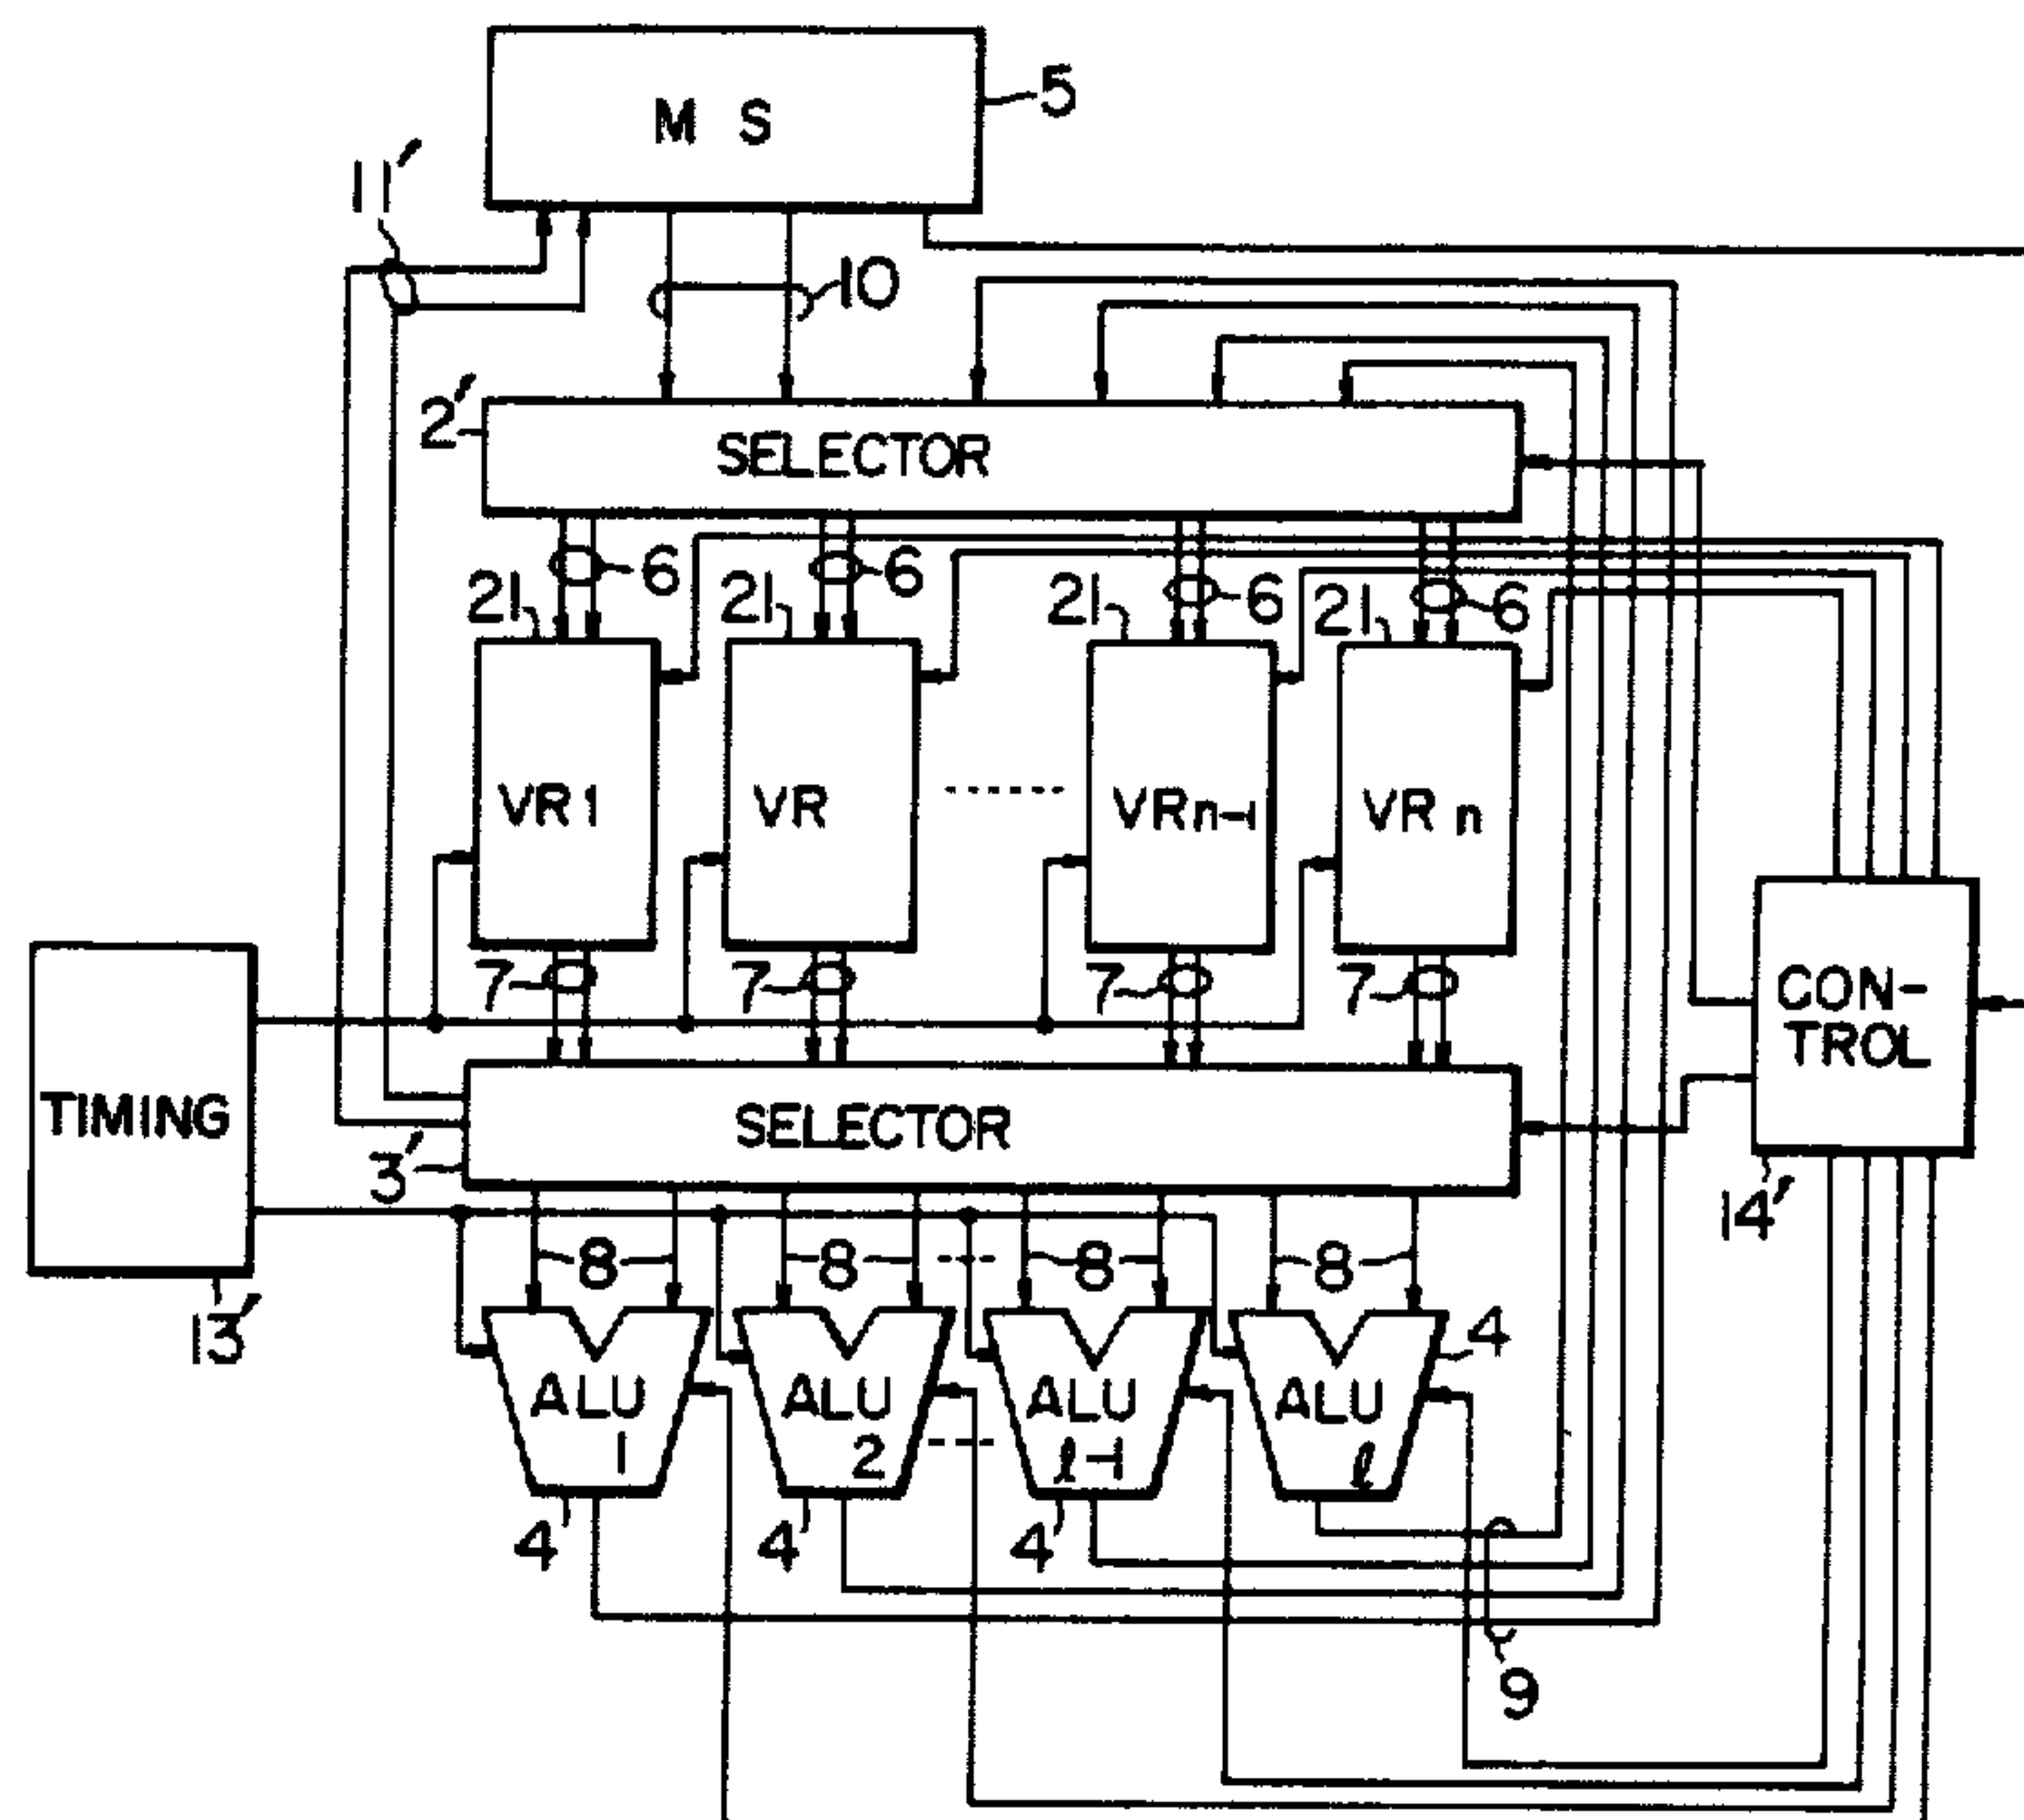 M S
5
11'
10
2'
SELECTOR
6
6
6
6
21
21
21
21
VR1
VR
VRn-1
VR n
7
7
7
7
CON-
TROL
TIMING
SELECTOR
3'
14'
8
8
8
8
13'
4
ALU
1
ALU
2
ALU
ℓ-1
ALU
ℓ
4
4
4
9